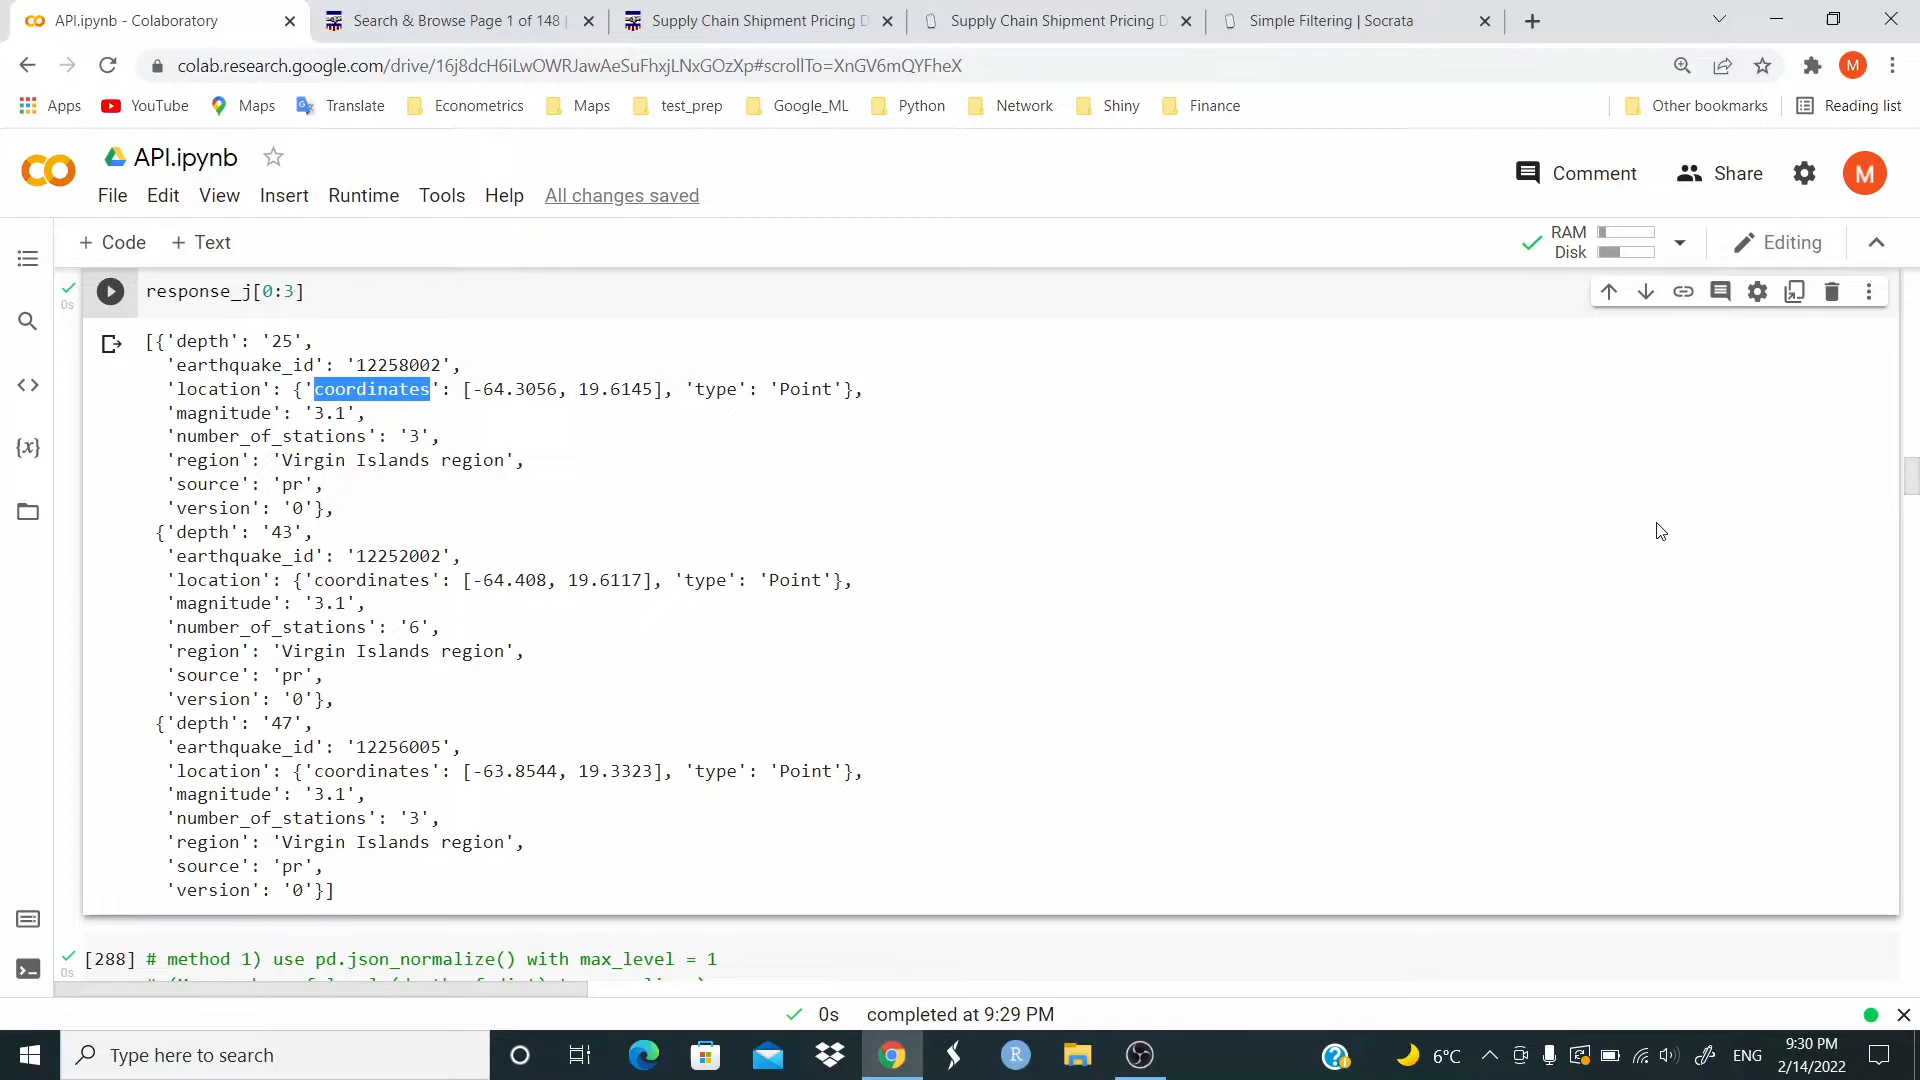 API.ipynb - Colaboratory
Search & Browse Page 1 of 148 |
Supply Chain Shipment Pricing D
Supply Chain Shipment Pricing D
Simple Filtering | Socrata
colab.research.google.com/drive/16j8dcH6iLwOWRJawAeSuFhxjLNxGOzXp#scrollTo=XnGV6mQYFheX
M
Apps YouTube Maps Translate Econometrics Maps test_prep Google_ML Python Network Shiny Finance Other bookmarks Reading list
API.ipynb
Comment Share M
File Edit View Insert Runtime Tools Help All changes saved
+ Code + Text
RAM
Disk
Editing
response_j[0:3]
0s
[{'depth': '25',
'earthquake_id': '12258002',
'location': {'coordinates': [-64.3056, 19.6145], 'type': 'Point'},
'magnitude': '3.1',
'number_of_stations': '3',
'region': 'Virgin Islands region',
'source': 'pr',
'version': '0'},
{'depth': '43',
'earthquake_id': '12252002',
'location': {'coordinates': [-64.408, 19.6117], 'type': 'Point'},
'magnitude': '3.1',
'number_of_stations': '6',
'region': 'Virgin Islands region',
'source': 'pr',
'version': '0'},
{'depth': '47',
'earthquake_id': '12256005',
'location': {'coordinates': [-63.8544, 19.3323], 'type': 'Point'},
'magnitude': '3.1',
'number_of_stations': '3',
'region': 'Virgin Islands region',
'source': 'pr',
'version': '0'}]
[288] # method 1) use pd.json_normalize() with max_level = 1
0s
0s completed at 9:29 PM
Type here to search
6°C
ENG
9:30 PM
2/14/2022